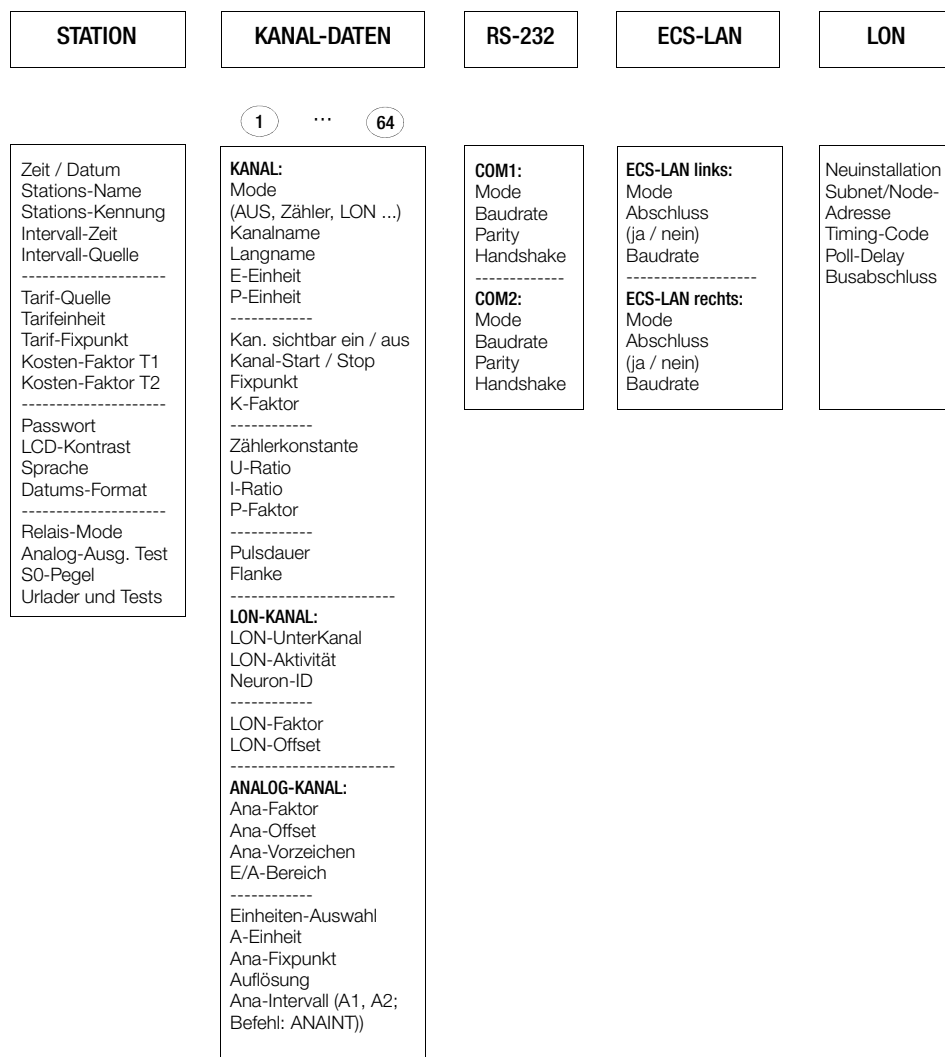 STATION
KANAL-DATEN
RS-232
ECS-LAN
LON
1 ... 64
Zeit / Datum
Stations-Name
Stations-Kennung
Intervall-Zeit
Intervall-Quelle
---------------------
Tarif-Quelle
Tarifeinheit
Tarif-Fixpunkt
Kosten-Faktor T1
Kosten-Faktor T2
---------------------
Passwort
LCD-Kontrast
Sprache
Datums-Format
---------------------
Relais-Mode
Analog-Ausg. Test
S0-Pegel
Urlader und Tests
KANAL:
Mode
(AUS, Zähler, LON ...)
Kanalname
Langname
E-Einheit
P-Einheit
------------
Kan. sichtbar ein / aus
Kanal-Start / Stop
Fixpunkt
K-Faktor
------------
Zählerkonstante
U-Ratio
I-Ratio
P-Faktor
------------
Pulsdauer
Flanke
------------------------
LON-KANAL:
LON-UnterKanal
LON-Aktivität
Neuron-ID
------------
LON-Faktor
LON-Offset
------------------------
ANALOG-KANAL:
Ana-Faktor
Ana-Offset
Ana-Vorzeichen
E/A-Bereich
------------
Einheiten-Auswahl
A-Einheit
Ana-Fixpunkt
Auflösung
Ana-Intervall (A1, A2;
Befehl: ANAINT))
COM1:
Mode
Baudrate
Parity
Handshake
-------------
COM2:
Mode
Baudrate
Parity
Handshake
ECS-LAN links:
Mode
Abschluss
(ja / nein)
Baudrate
-------------------
ECS-LAN rechts:
Mode
Abschluss
(ja / nein)
Baudrate
Neuinstallation
Subnet/Node-
Adresse
Timing-Code
Poll-Delay
Busabschluss